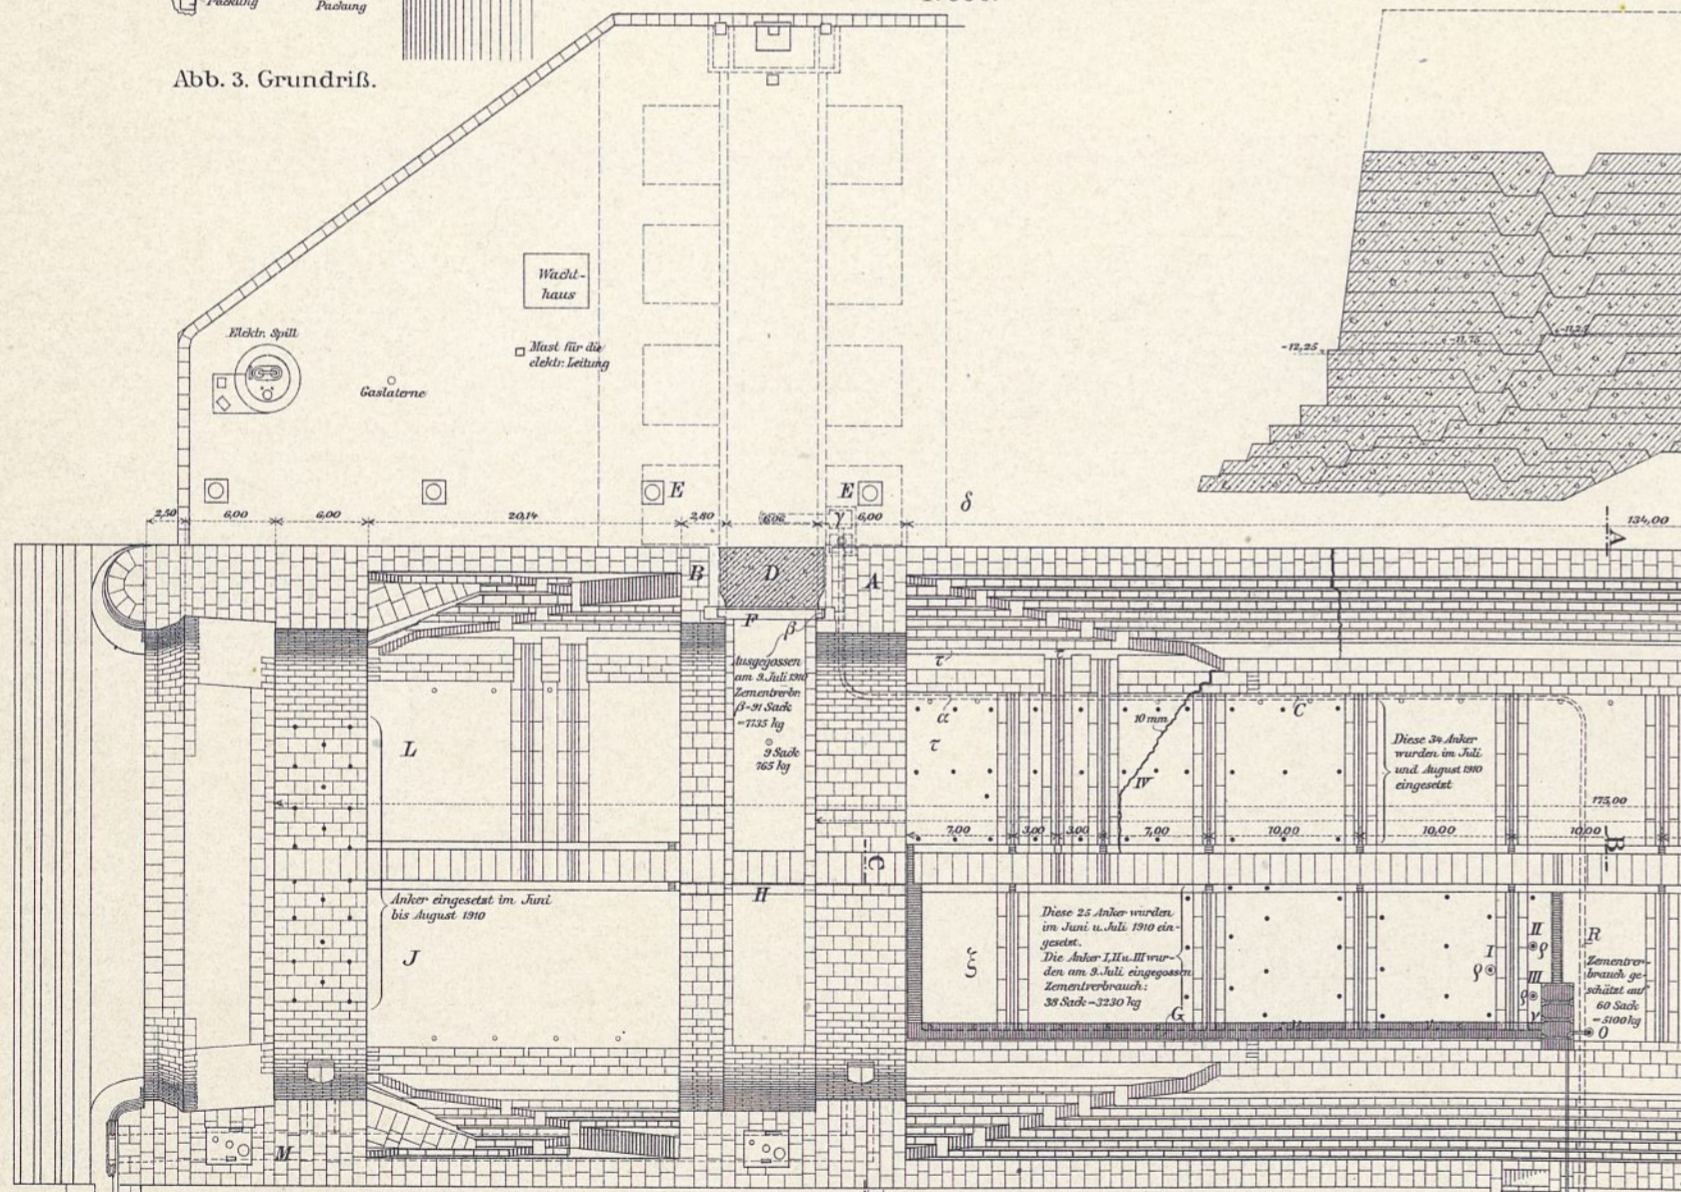 Packung
Packung
Abb. 3. Grundriß.
Wacht-
haus
Elektr. Spill
Mast für die
elektr. Leitung
Gaslaterne
-12,25
-11,75
E
E
δ
γ
2,50
6,00
6,00
20,14
2,80
6,00
134,00
A
B
D
A
F
β
Ausgegossen
am 9. Juli 1910
Zementverbr.
β-91 Sack
=7735 kg
9 Sack
765 kg
τ
τ
α
C
τ
10 mm
IV
Diese 34 Anker
wurden im Juli
und August 1910
eingesetzt
L
175,00
7,00
3,00
3,00
7,00
10,00
10,00
10,00
B
C
H
Anker eingesetzt im Juni
bis August 1910
J
ξ
Diese 25 Anker wurden
im Juni u. Juli 1910 ein-
gesetzt.
Die Anker I, II u. III wur-
den am 9. Juli eingegossen
Zementverbrauch:
38 Sack=3230 kg
G
I
ϱ
II
ϱ
III
ϱ
γ
R
Zementver-
brauch ge-
schätzt auf
60 Sack
=5100 kg
O
M